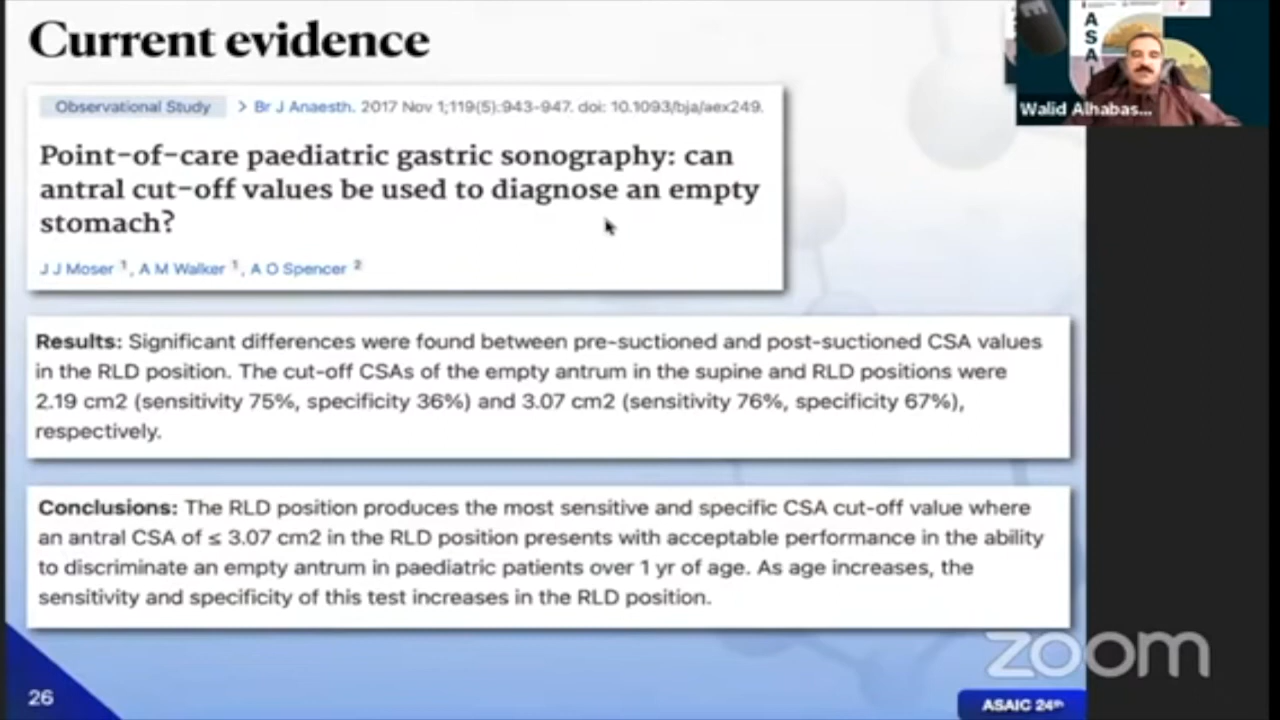 Current evidence
Observational Study > Br J Anaesth. 2017 Nov 1;119(5):943-947. doi: 10.1093/bja/aex249.
Point-of-care paediatric gastric sonography: can
antral cut-off values be used to diagnose an empty
stomach?
J J Moser 1, A M Walker 1, A O Spencer 2
Results: Significant differences were found between pre-suctioned and post-suctioned CSA values
in the RLD position. The cut-off CSAs of the empty antrum in the supine and RLD positions were
2.19 cm2 (sensitivity 75%, specificity 36%) and 3.07 cm2 (sensitivity 76%, specificity 67%),
respectively.
Conclusions: The RLD position produces the most sensitive and specific CSA cut-off value where
an antral CSA of ≤ 3.07 cm2 in the RLD position presents with acceptable performance in the ability
to discriminate an empty antrum in paediatric patients over 1 yr of age. As age increases, the
sensitivity and specificity of this test increases in the RLD position.
26
ASAIC 24th
zoom
Walid Alhabas...
A
S
A